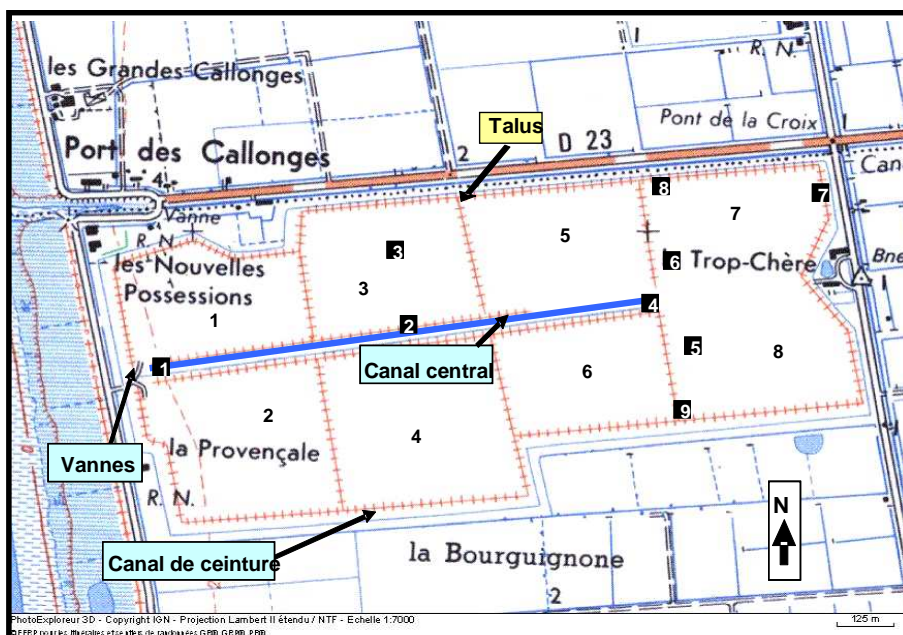 les Grandes Callonges
R. N.
Port des Callonges
4
Talus
Pont de la Croix
1
1
2
D 23
Vanne
R. N.
les Nouvelles
Possessions
8
7
7
3
5
6
Trop-Chère
3
1
2
4
1
Canal central
5
8
6
2
4
9
la Provençale
Vannes
R. N.
N
Canal de ceinture
la Bourguignone
2
PhotoExploreur 3D - Copyright IGN - Projection Lambert II étendu / NTF - Echelle 1:7000
125 m